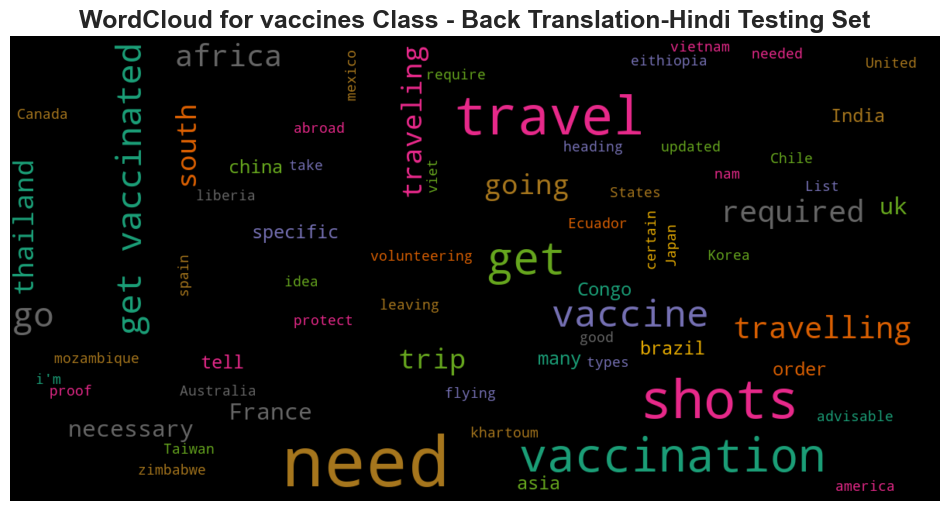 WordCloud for vaccines Class - Back Translation-Hindi Testing Set
africa
get vaccinated
mexico
traveling
require
vietnam
eithiopia
needed
United
Canada
south
abroad
travel
India
heading
updated
Chile
china
take
viet
nam
List
thailand
liberia
going
States
required
uk
specific
Ecuador
certain
Japan
volunteering
get
Korea
spain
idea
Congo
go
protect
leaving
vaccine
good
travelling
brazil
mozambique
tell
trip
many
types
order
i'm
proof
Australia
flying
shots
France
advisable
necessary
khartoum
Taiwan
need
vaccination
zimbabwe
asia
america